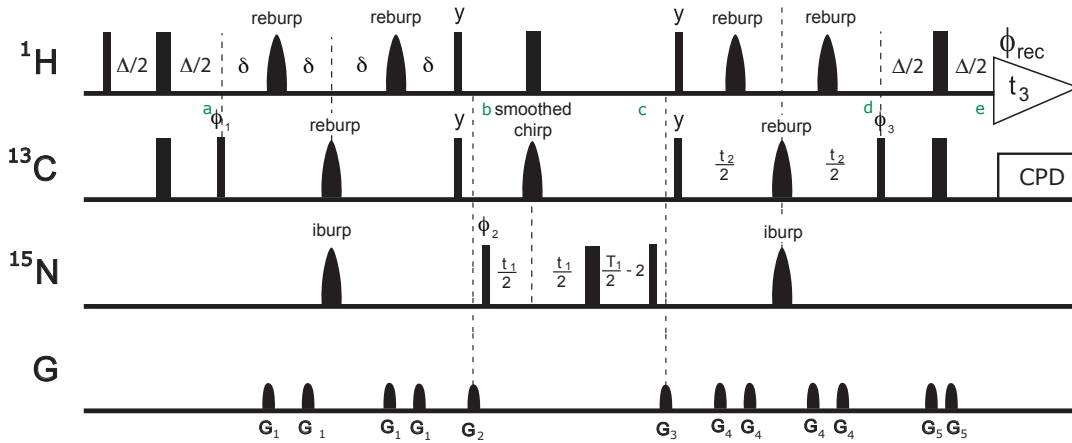 reburp reburp y y reburp reburp ϕrec
¹H Δ/2 Δ/2 δ δ δ δ Δ/2 Δ/2 t₃
a b smoothed c d e
ϕ₁ reburp y chirp y reburp ϕ₃
¹³C t₂/2 t₂/2 CPD
iburp ϕ₂ iburp
¹⁵N t₁/2 t₁/2 T₁/2 - 2
G
G₁ G₁ G₁ G₁ G₂ G₃ G₄ G₄ G₄ G₄ G₅ G₅